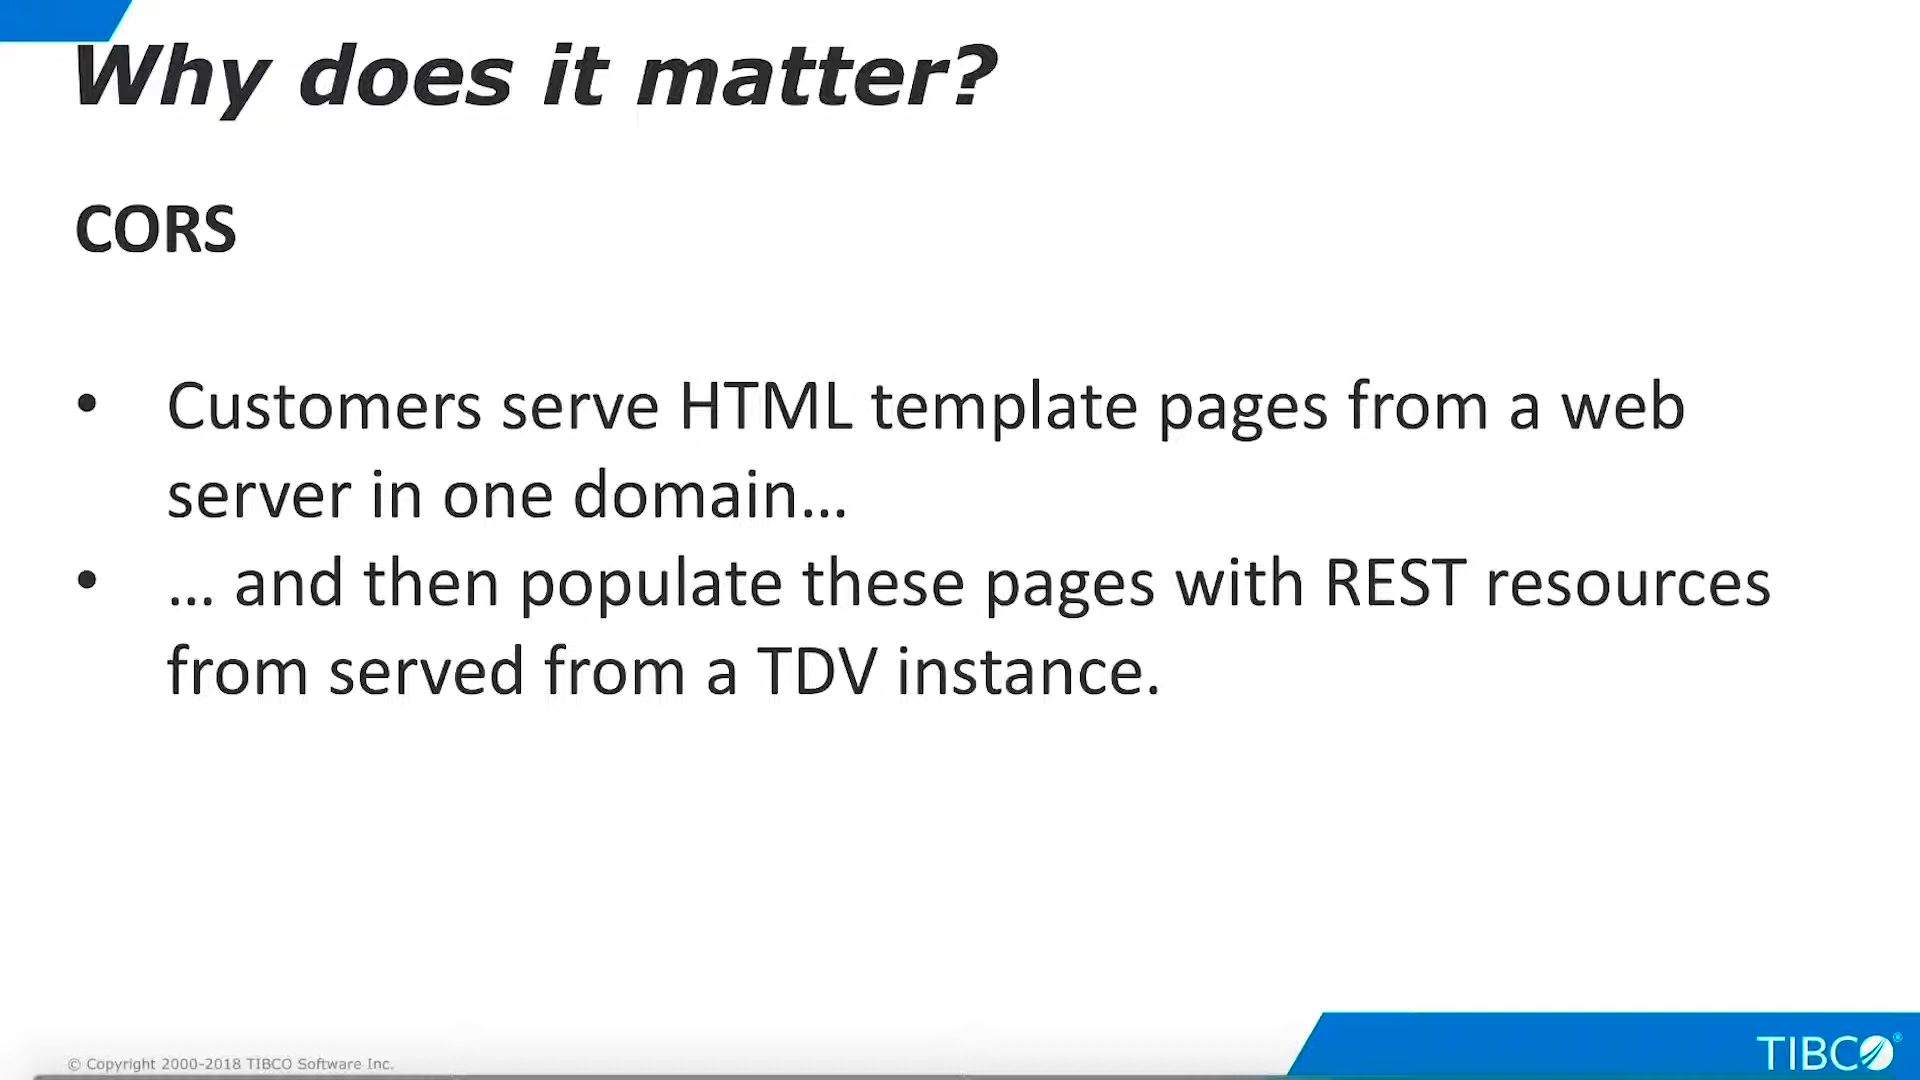 Why does it matter?
CORS
• Customers serve HTML template pages from a web
server in one domain...
• ... and then populate these pages with REST resources
from served from a TDV instance.
© Copyright 2000-2018 TIBCO Software Inc.
TIBCO®